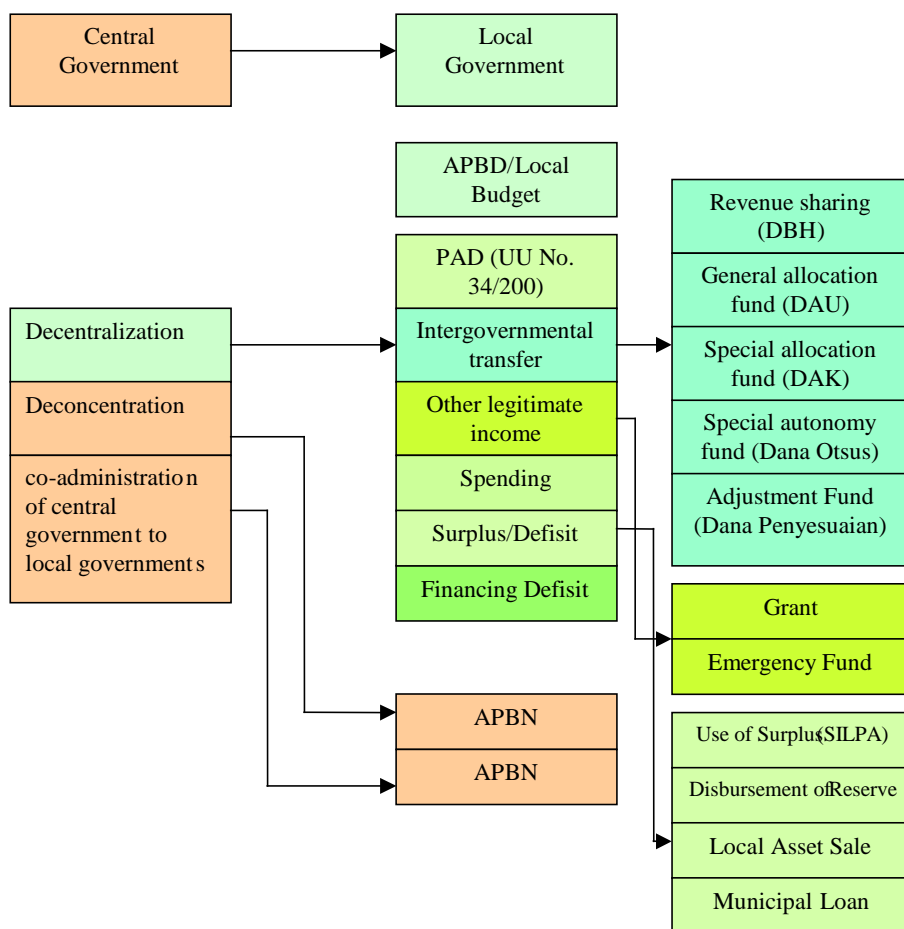 Central
Government
Local
Government
APBD/Local
Budget
PAD (UU No.
34/200)
Intergovernmental
transfer
Other legitimate
income
Spending
Surplus/Defisit
Financing Defisit
Decentralization
Deconcentration
co-administration
of central
government to
local governments
APBN
APBN
Revenue sharing
(DBH)
General allocation
fund (DAU)
Special allocation
fund (DAK)
Special autonomy
fund (Dana Otsus)
Adjustment Fund
(Dana Penyesuaian)
Grant
Emergency Fund
Use of Surplus(SILPA)
Disbursement of Reserve
Local Asset Sale
Municipal Loan